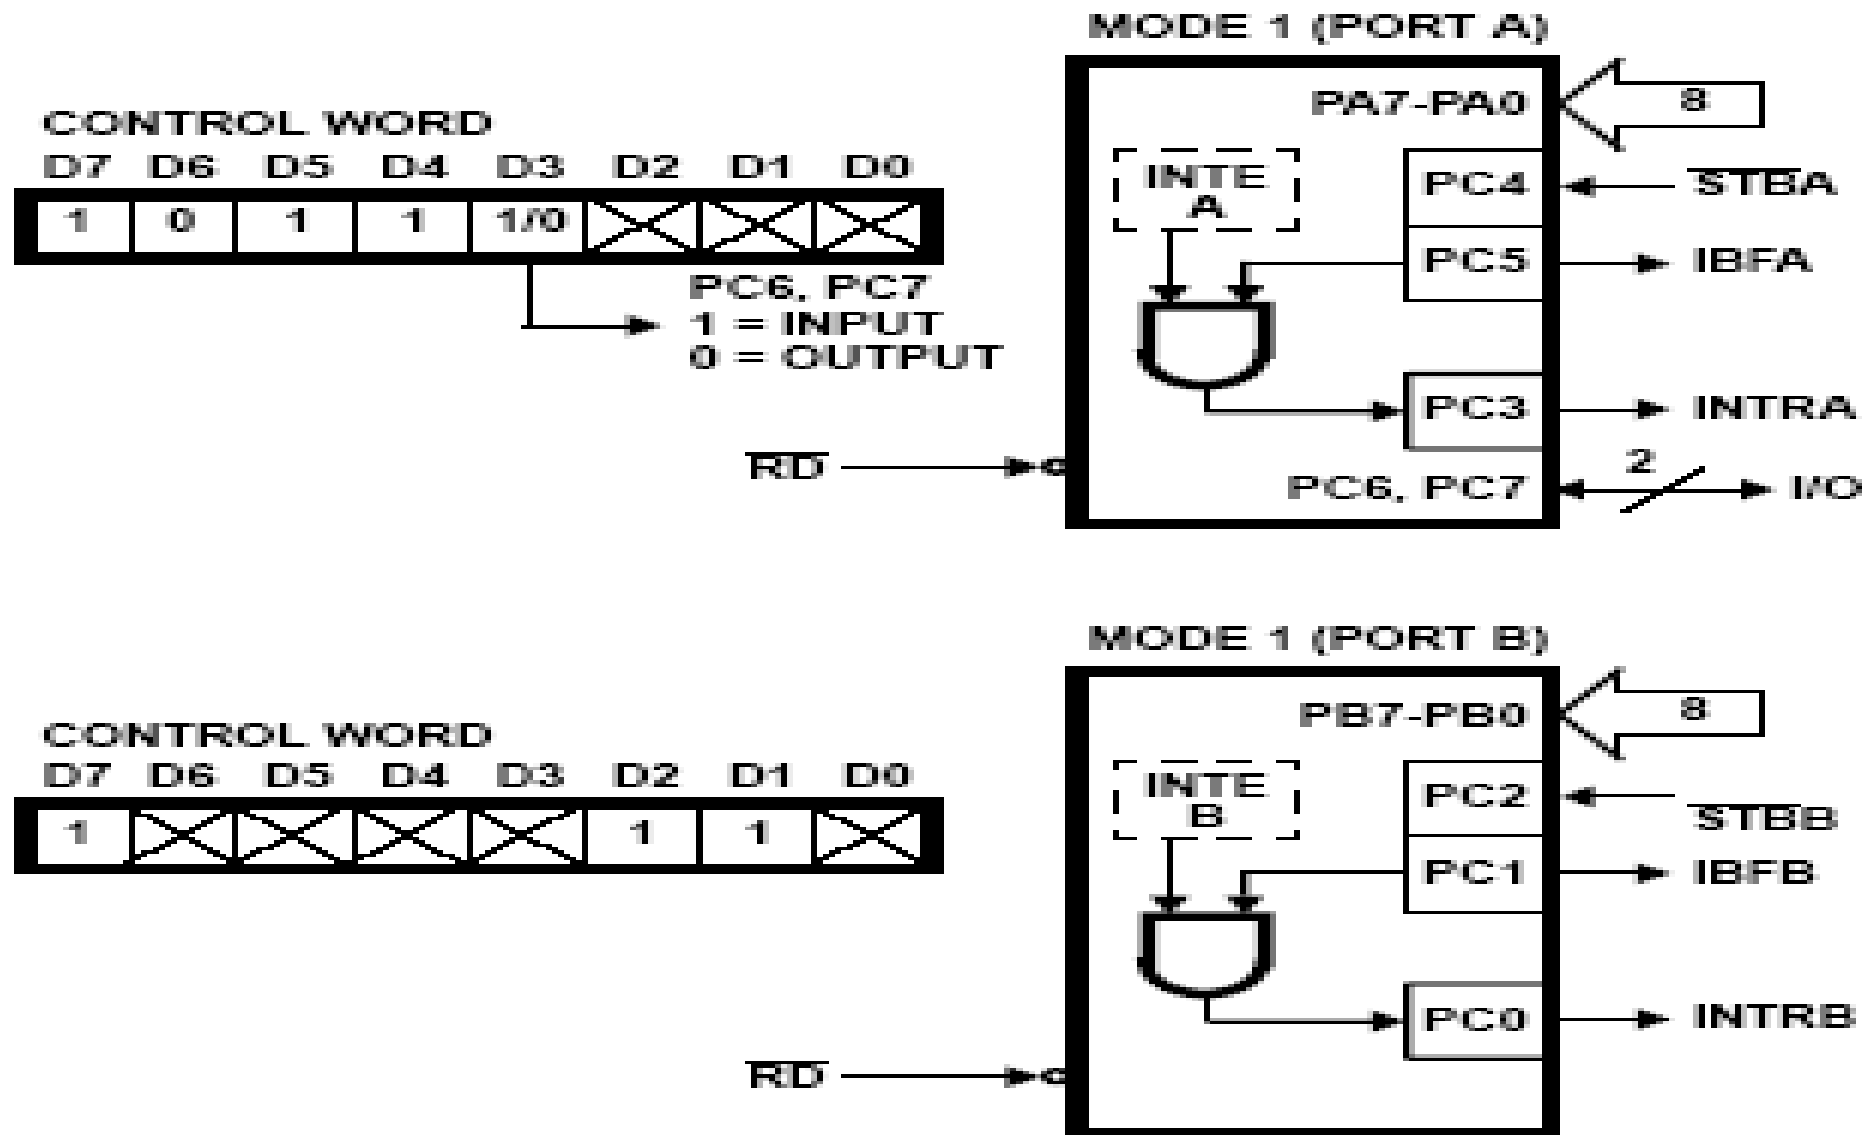 MODE 1 (PORT A)
PA7-PA0
8
CONTROL WORD
D7 D6 D5 D4 D3 D2 D1 D0
1 0 1 1 1/0
PC6, PC7
1 = INPUT
0 = OUTPUT
INTE
A
PC4
STBA
PC5
IBFA
PC3
INTRA
RD
PC6, PC7
2
I/O
MODE 1 (PORT B)
PB7-PB0
8
CONTROL WORD
D7 D6 D5 D4 D3 D2 D1 D0
1 1 1
INTE
B
PC2
STBB
PC1
IBFB
PC0
INTRB
RD